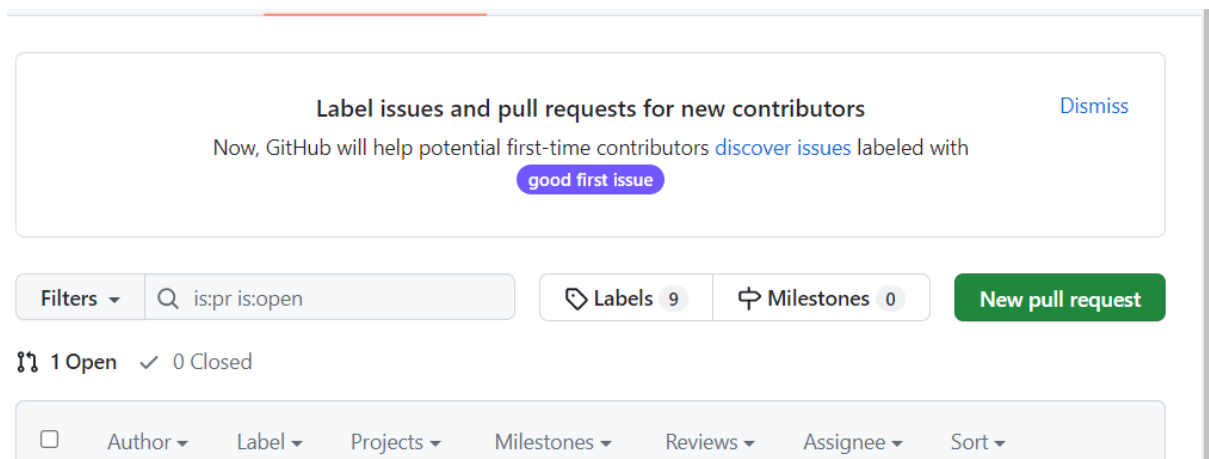 Label issues and pull requests for new contributors
Dismiss
Now, GitHub will help potential first-time contributors discover issues labeled with
good first issue
Filters
is:pr is:open
Labels 9
Milestones 0
New pull request
1 Open
0 Closed
Author
Label
Projects
Milestones
Reviews
Assignee
Sort